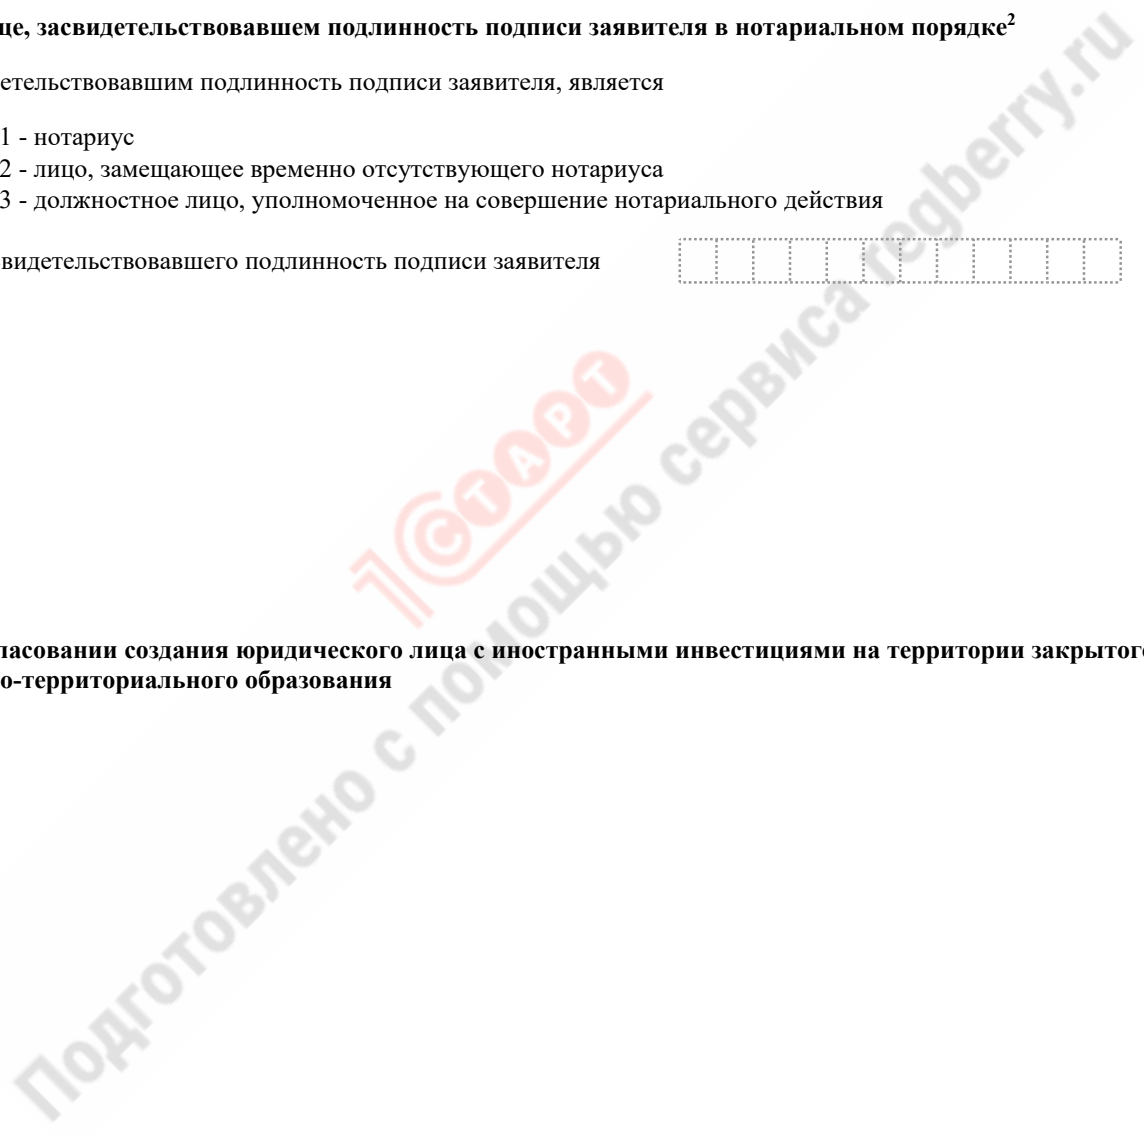 це, засвидетельствовавшем подлинность подписи заявителя в нотариальном порядке²
етельствовавшим подлинность подписи заявителя, является
1 - нотариус
2 - лицо, замещающее временно отсутствующего нотариуса
3 - должностное лицо, уполномоченное на совершение нотариального действия
видетельствовавшего подлинность подписи заявителя
1СТАРТ
Подготовлено с помощью сервиса regberry.ru
ласовании создания юридического лица с иностранными инвестициями на территории закрытого
о-территориального образования